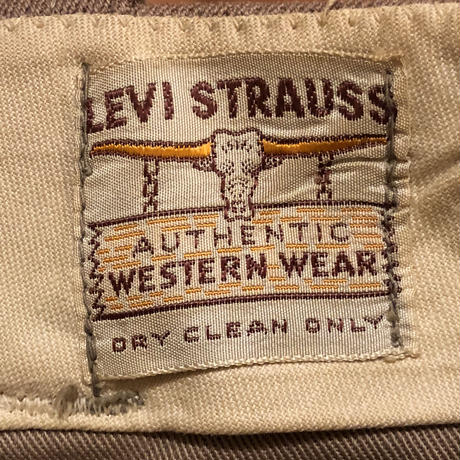 LEVI STRAUSS
AUTHENTIC
WESTERN WEAR
DRY CLEAN ONLY